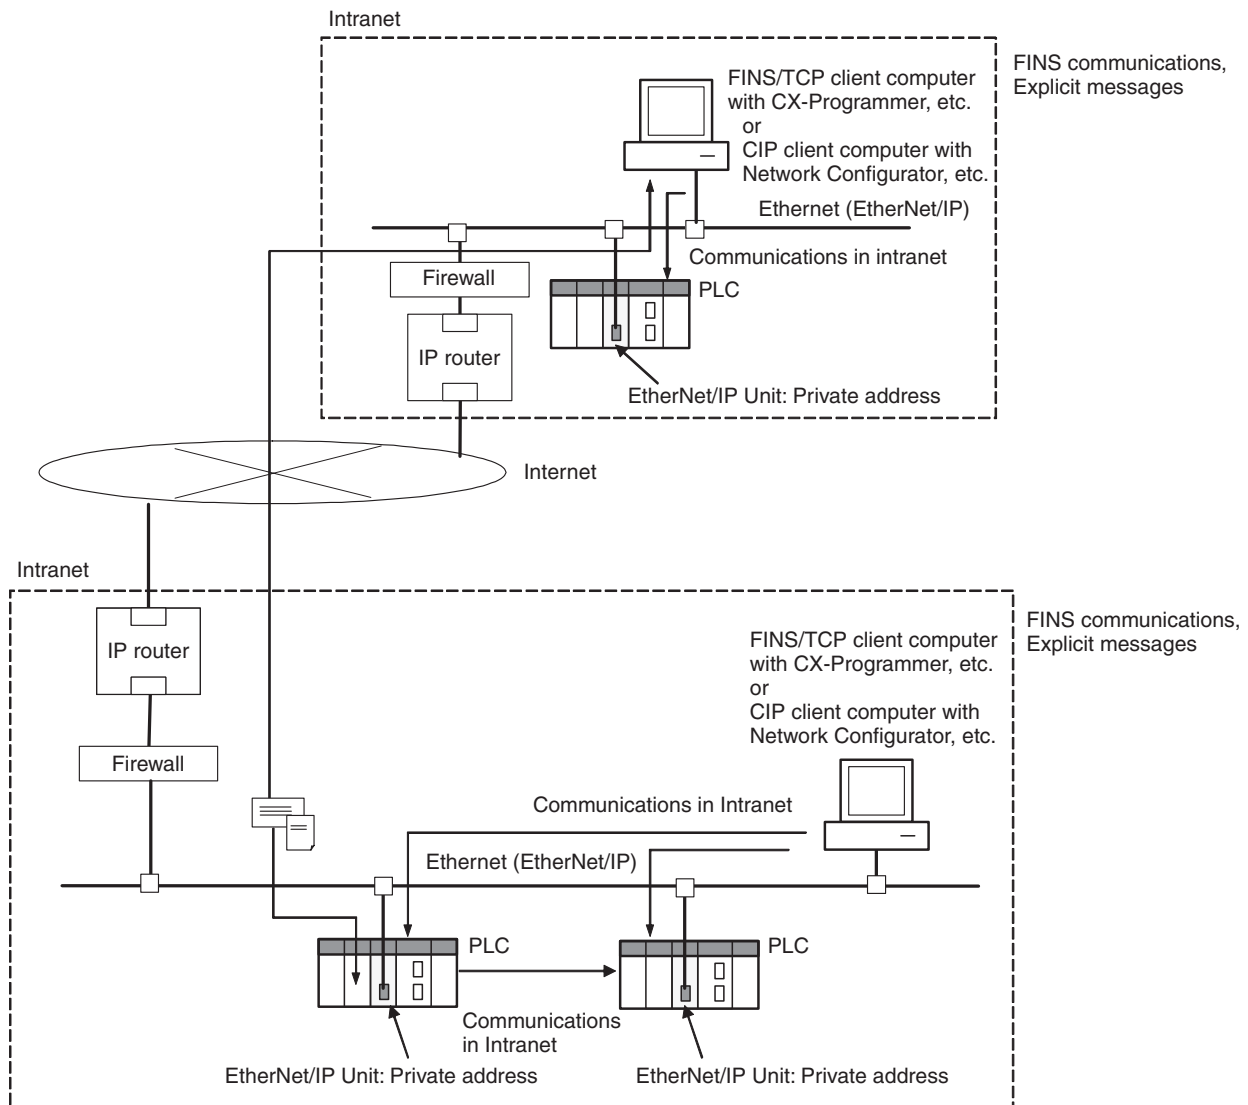 Intranet
FINS communications,
Explicit messages
FINS/TCP client computer
with CX-Programmer, etc.
or
CIP client computer with
Network Configurator, etc.
Ethernet (EtherNet/IP)
Communications in intranet
Firewall
PLC
IP router
EtherNet/IP Unit: Private address
Internet
Intranet
FINS communications,
Explicit messages
IP router
FINS/TCP client computer
with CX-Programmer, etc.
or
CIP client computer with
Network Configurator, etc.
Firewall
Communications in Intranet
Ethernet (EtherNet/IP)
PLC
PLC
Communications
in Intranet
EtherNet/IP Unit: Private address
EtherNet/IP Unit: Private address